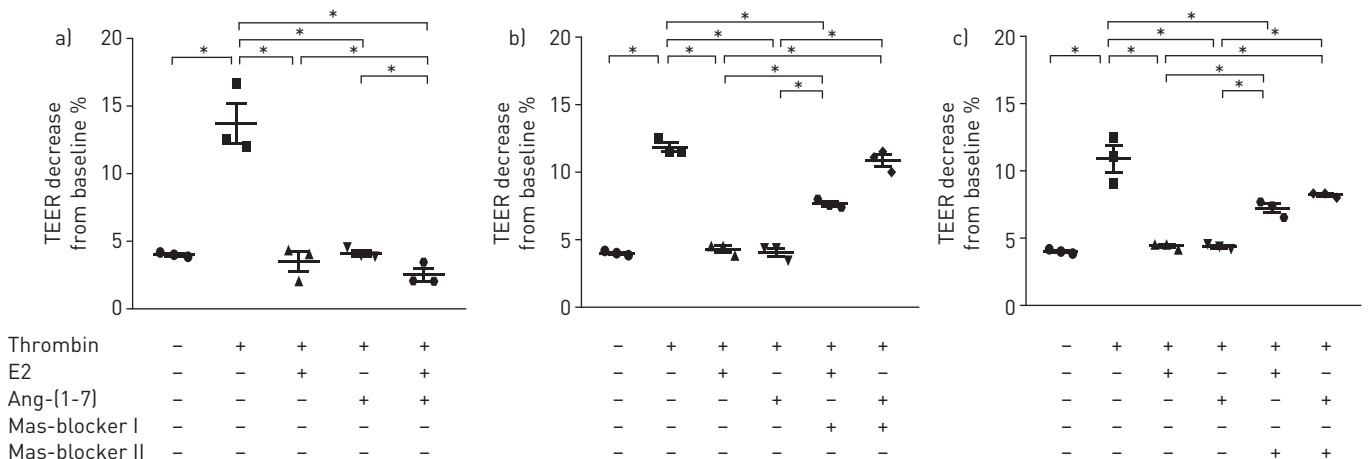 a)
TEER decrease
from baseline %
20
15
10
5
0
*
*
* * *
*
b)
TEER decrease
from baseline %
20
15
10
5
0
*
* *
* * *
*
*
c)
TEER decrease
from baseline %
20
15
10
5
0
*
* *
* * *
*
*
Thrombin – + + + + – + + + + + – + + + + +
E2 – – + – + – – + – + – – – + – + –
Ang-(1-7) – – – + + – – – + – + – – – + – +
Mas-blocker I – – – – – – – – – + + – – – – – –
Mas-blocker II – – – – – – – – – – – – – – – + +